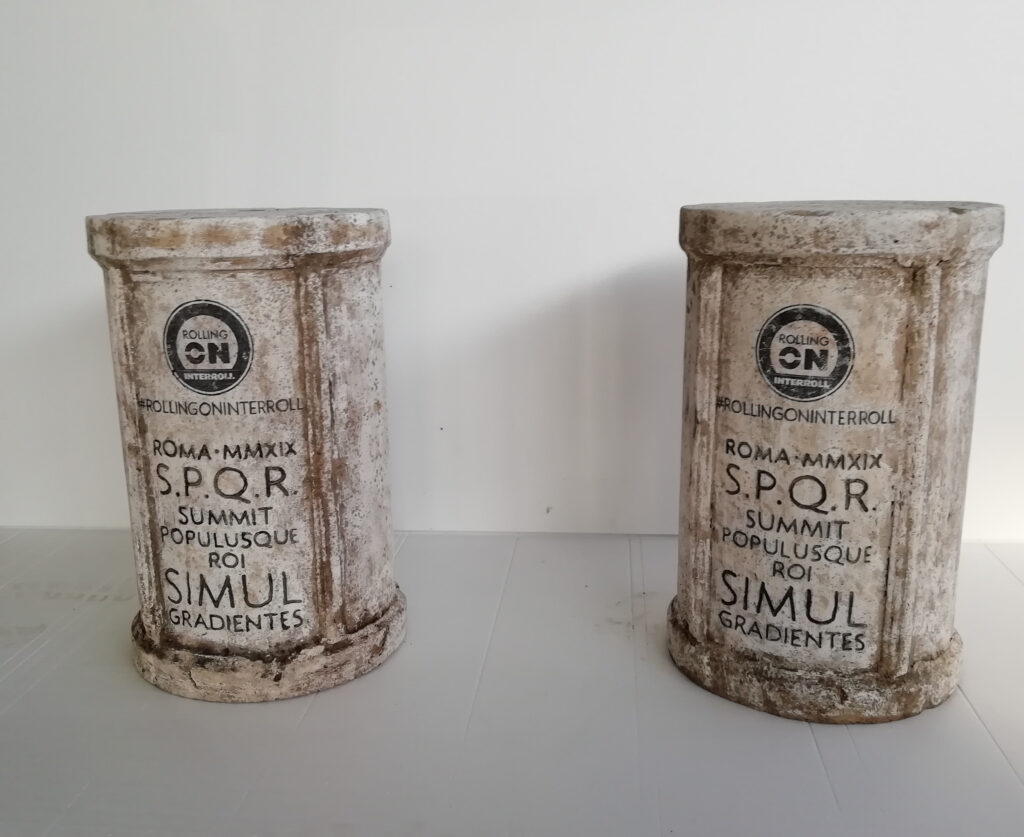 ROLLING
ON
INTERROLL
#ROLLINGONINTERROLL
ROMA·MMXIX
S.P.Q.R.
SUMMIT
POPULUSQUE
ROI
SIMUL
GRADIENTES
ROLLING
ON
INTERROLL
#ROLLINGONINTERROLL
ROMA·MMXIX
S.P.Q.R.
SUMMIT
POPULUSQUE
ROI
SIMUL
GRADIENTES